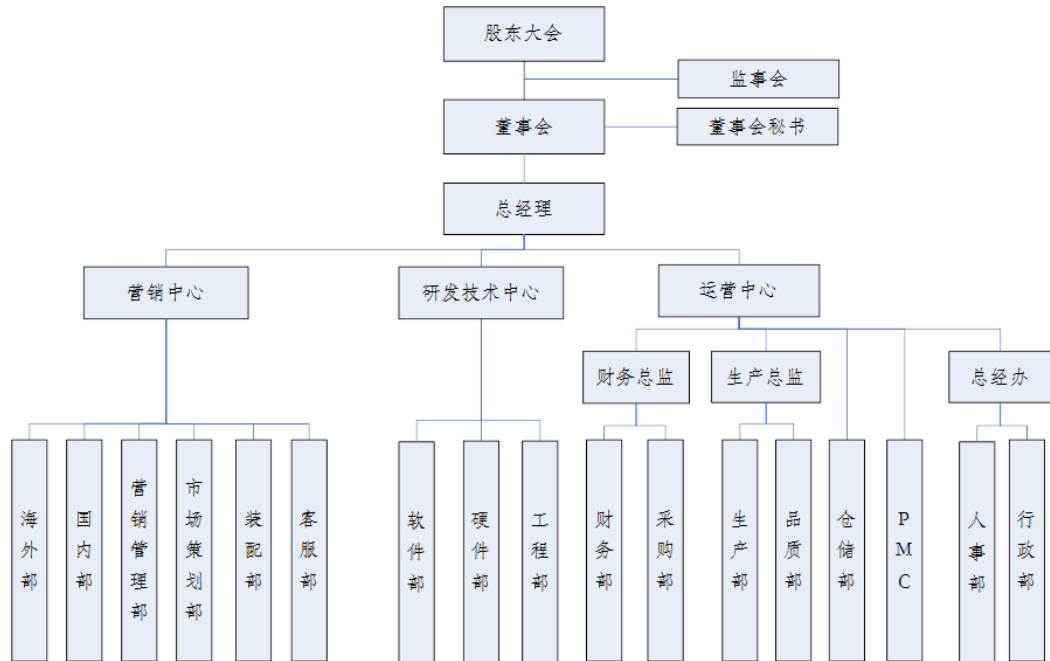 股东大会
监事会
董事会
董事会秘书
总经理
营销中心
研发技术中心
运营中心
财务总监
生产总监
总经办
海外部
国内部
营销管理部
市场策划部
装配部
客服部
软件部
硬件部
工程部
财务部
采购部
生产部
品质部
仓储部
PMC
人事部
行政部